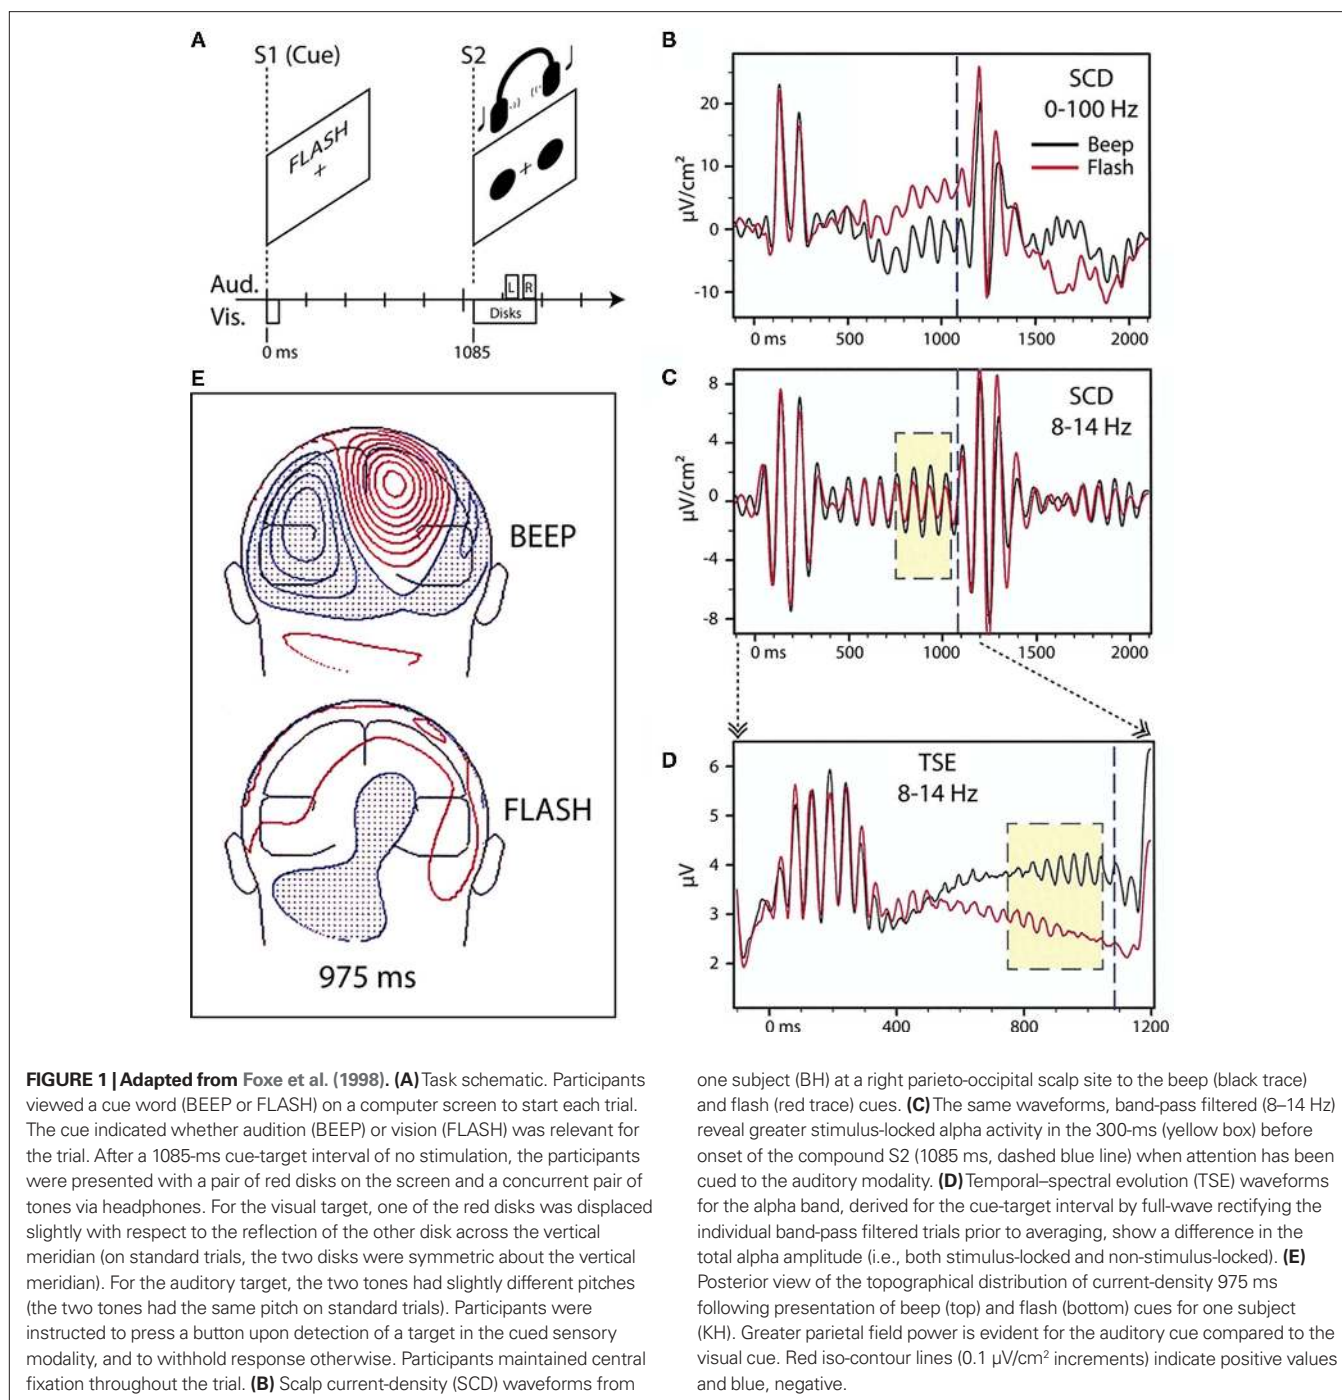 A
S1 (Cue)
S2
FLASH
+
+
Aud.
Vis.
L
R
Disks
0 ms
1085
B
SCD
0-100 Hz
Beep
Flash
µV/cm²
20
10
0
-10
0 ms
500
1000
1500
2000
C
SCD
8-14 Hz
µV/cm²
8
4
0
-4
-8
0 ms
500
1000
1500
2000
D
TSE
8-14 Hz
µV
6
5
4
3
2
0 ms
400
800
1200
E
BEEP
FLASH
975 ms
FIGURE 1 | Adapted from Foxe et al. (1998). (A) Task schematic. Participants
viewed a cue word (BEEP or FLASH) on a computer screen to start each trial.
The cue indicated whether audition (BEEP) or vision (FLASH) was relevant for
the trial. After a 1085-ms cue-target interval of no stimulation, the participants
were presented with a pair of red disks on the screen and a concurrent pair of
tones via headphones. For the visual target, one of the red disks was displaced
slightly with respect to the reflection of the other disk across the vertical
meridian (on standard trials, the two disks were symmetric about the vertical
meridian). For the auditory target, the two tones had slightly different pitches
(the two tones had the same pitch on standard trials). Participants were
instructed to press a button upon detection of a target in the cued sensory
modality, and to withhold response otherwise. Participants maintained central
fixation throughout the trial. (B) Scalp current-density (SCD) waveforms from
one subject (BH) at a right parieto-occipital scalp site to the beep (black trace)
and flash (red trace) cues. (C) The same waveforms, band-pass filtered (8–14 Hz)
reveal greater stimulus-locked alpha activity in the 300-ms (yellow box) before
onset of the compound S2 (1085 ms, dashed blue line) when attention has been
cued to the auditory modality. (D) Temporal–spectral evolution (TSE) waveforms
for the alpha band, derived for the cue-target interval by full-wave rectifying the
individual band-pass filtered trials prior to averaging, show a difference in the
total alpha amplitude (i.e., both stimulus-locked and non-stimulus-locked). (E)
Posterior view of the topographical distribution of current-density 975 ms
following presentation of beep (top) and flash (bottom) cues for one subject
(KH). Greater parietal field power is evident for the auditory cue compared to the
visual cue. Red iso-contour lines (0.1 µV/cm² increments) indicate positive values
and blue, negative.